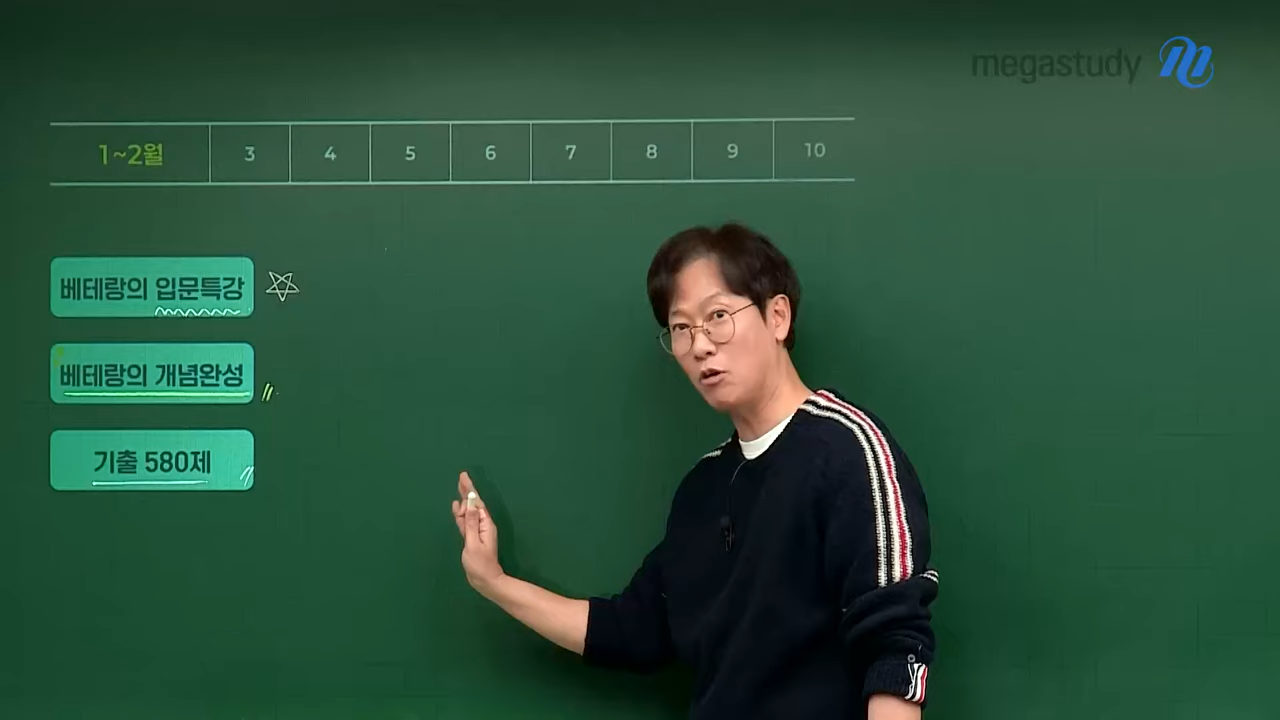 megastudy
1~2월 3 4 5 6 7 8 9 10
베테랑의 입문특강
베테랑의 개념완성
기출 580제